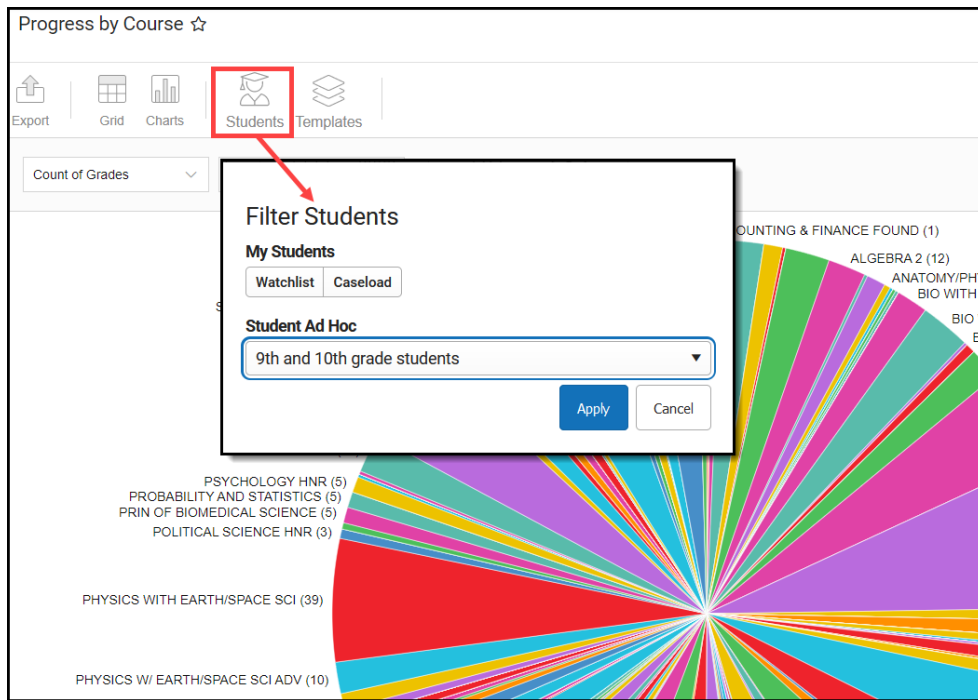 Progress by Course
Export
Grid
Charts
Students
Templates
Count of Grades
Filter Students
My Students
Watchlist
Caseload
Student Ad Hoc
9th and 10th grade students
Apply
Cancel
OUNTING & FINANCE FOUND (1)
ALGEBRA 2 (12)
ANATOMY/PH
BIO WITH
BIO
PSYCHOLOGY HNR (5)
PROBABILITY AND STATISTICS (5)
PRIN OF BIOMEDICAL SCIENCE (5)
POLITICAL SCIENCE HNR (3)
PHYSICS WITH EARTH/SPACE SCI (39)
PHYSICS W/ EARTH/SPACE SCI ADV (10)